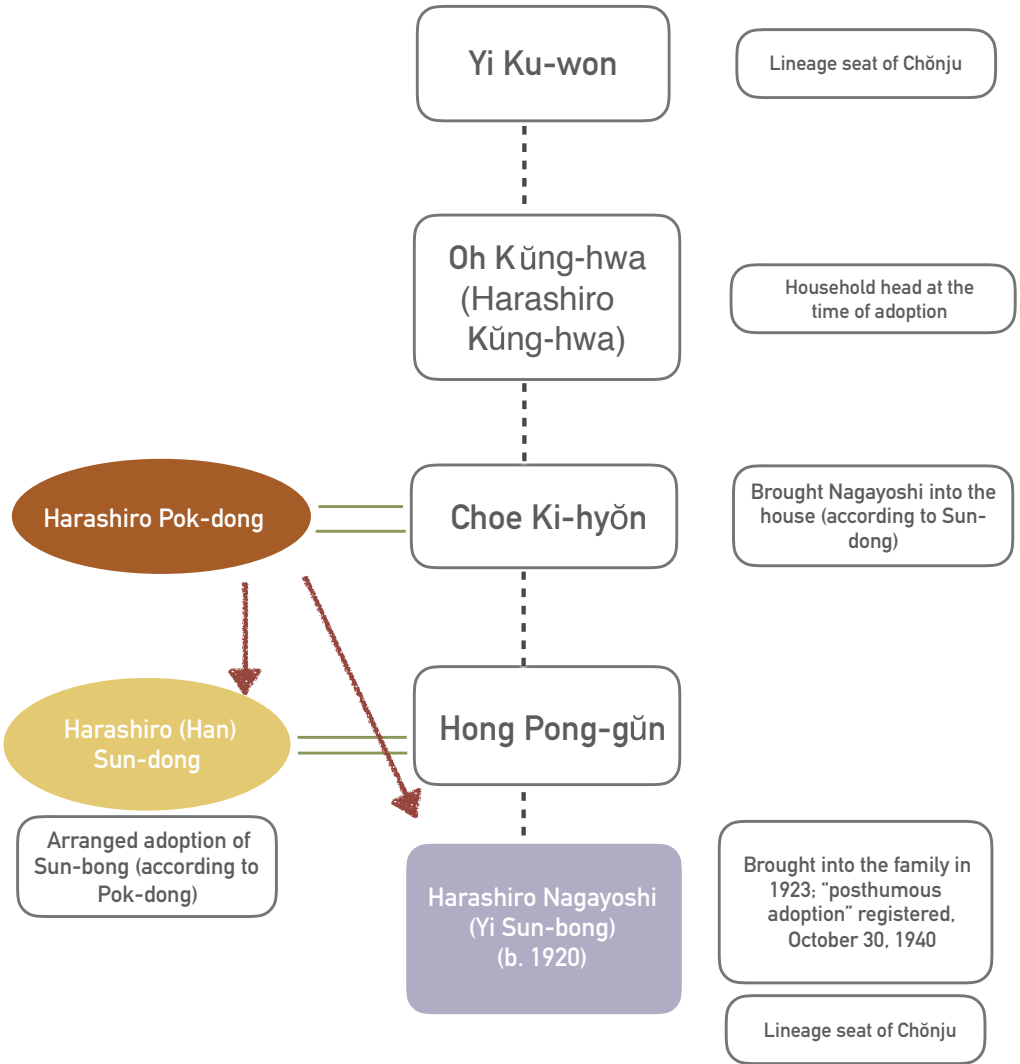 Yi Ku-won
Lineage seat of Chŏnju
Oh Kŭng-hwa
(Harashiro
Kŭng-hwa)
Household head at the
time of adoption
Harashiro Pok-dong
Choe Ki-hyŏn
Brought Nagayoshi into the
house (according to Sun-
dong)
Harashiro (Han)
Sun-dong
Hong Pong-gŭn
Arranged adoption of
Sun-bong (according to
Pok-dong)
Harashiro Nagayoshi
(Yi Sun-bong)
(b. 1920)
Brought into the family in
1923; “posthumous
adoption” registered,
October 30, 1940
Lineage seat of Chŏnju